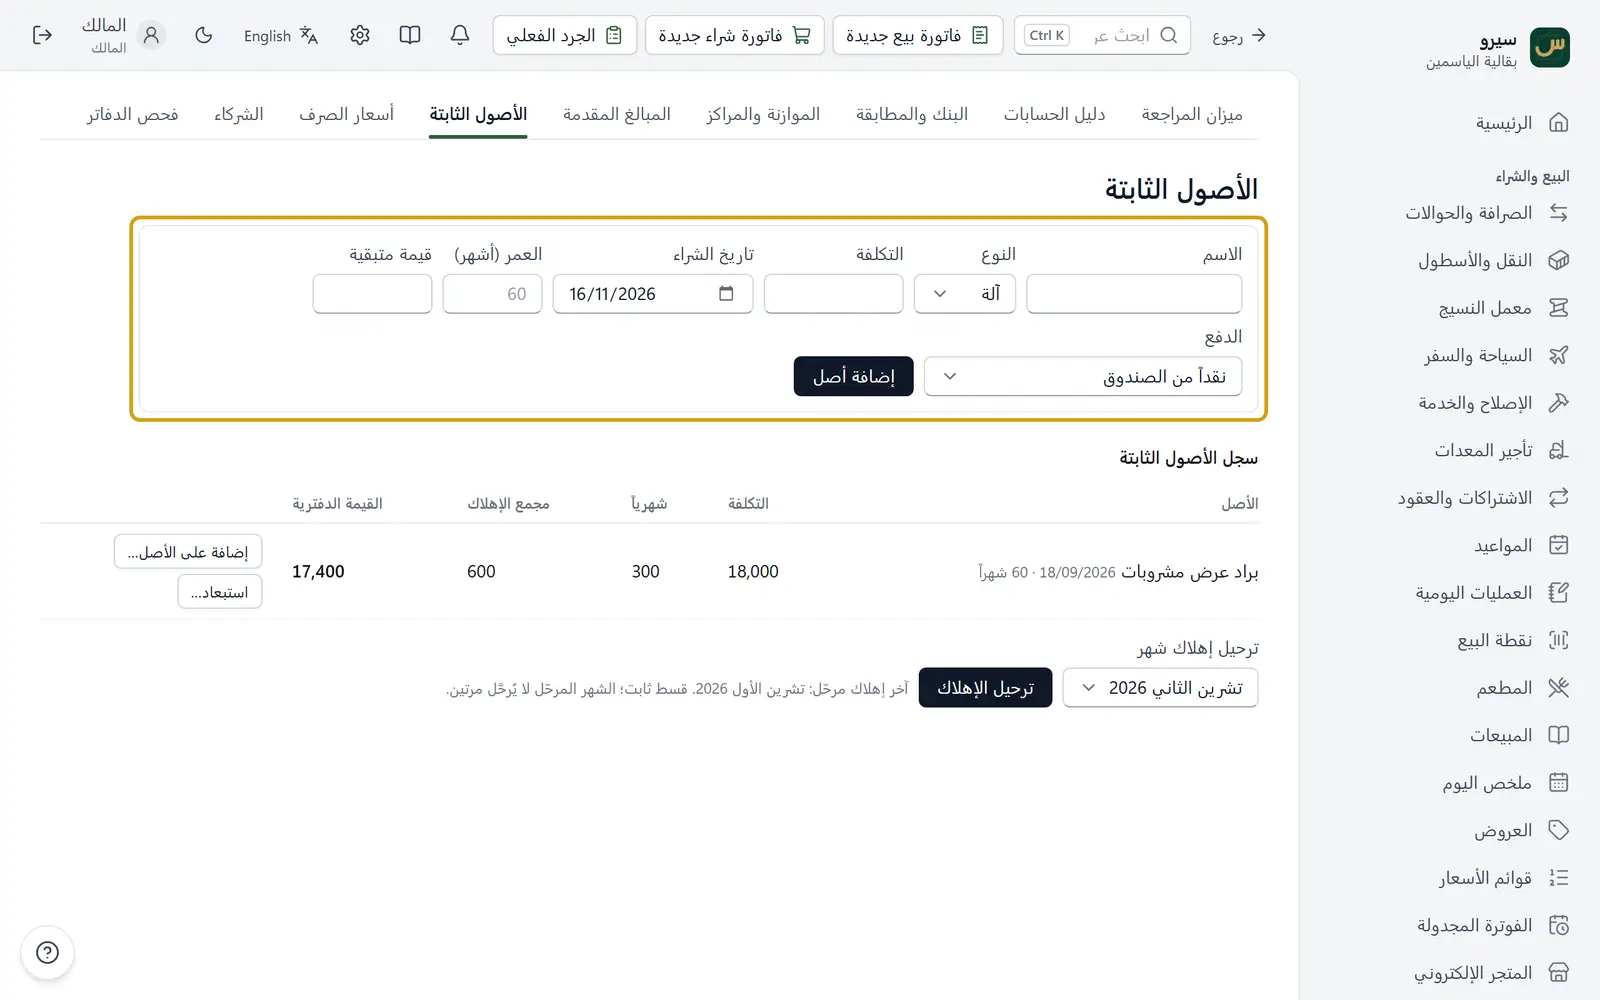 سيرو
بقالية الياسمين
رجوع
ابحث عر
Ctrl K
فاتورة بيع جديدة
فاتورة شراء جديدة
الجرد الفعلي
English
المالك
المالك
الرئيسية
البيع والشراء
الصرافة والحوالات
النقل والأسطول
معمل النسيج
السياحة والسفر
الإصلاح والخدمة
تأجير المعدات
الاشتراكات والعقود
المواعيد
العمليات اليومية
نقطة البيع
المطعم
المبيعات
ملخص اليوم
العروض
قوائم الأسعار
الفوترة المجدولة
المتجر الإلكتروني
ميزان المراجعة
دليل الحسابات
البنك والمطابقة
الموازنة والمراكز
المبالغ المقدمة
الأصول الثابتة
أسعار الصرف
الشركاء
فحص الدفاتر
الأصول الثابتة
الاسم
النوع
التكلفة
تاريخ الشراء
العمر (أشهر)
قيمة متبقية
آلة
16/11/2026
60
الدفع
نقداً من الصندوق
إضافة أصل
سجل الأصول الثابتة
الأصل
التكلفة
شهرياً
مجمع الإهلاك
القيمة الدفترية
براد عرض مشروبات 18/09/2026 · 60 شهراً
18,000
300
600
17,400
إضافة على الأصل...
استبعاد...
ترحيل إهلاك شهر
تشرين الثاني 2026
ترحيل الإهلاك
آخر إهلاك مرحّل: تشرين الأول 2026. قسط ثابت؛ الشهر المرحّل لا يُرحَّل مرتين.